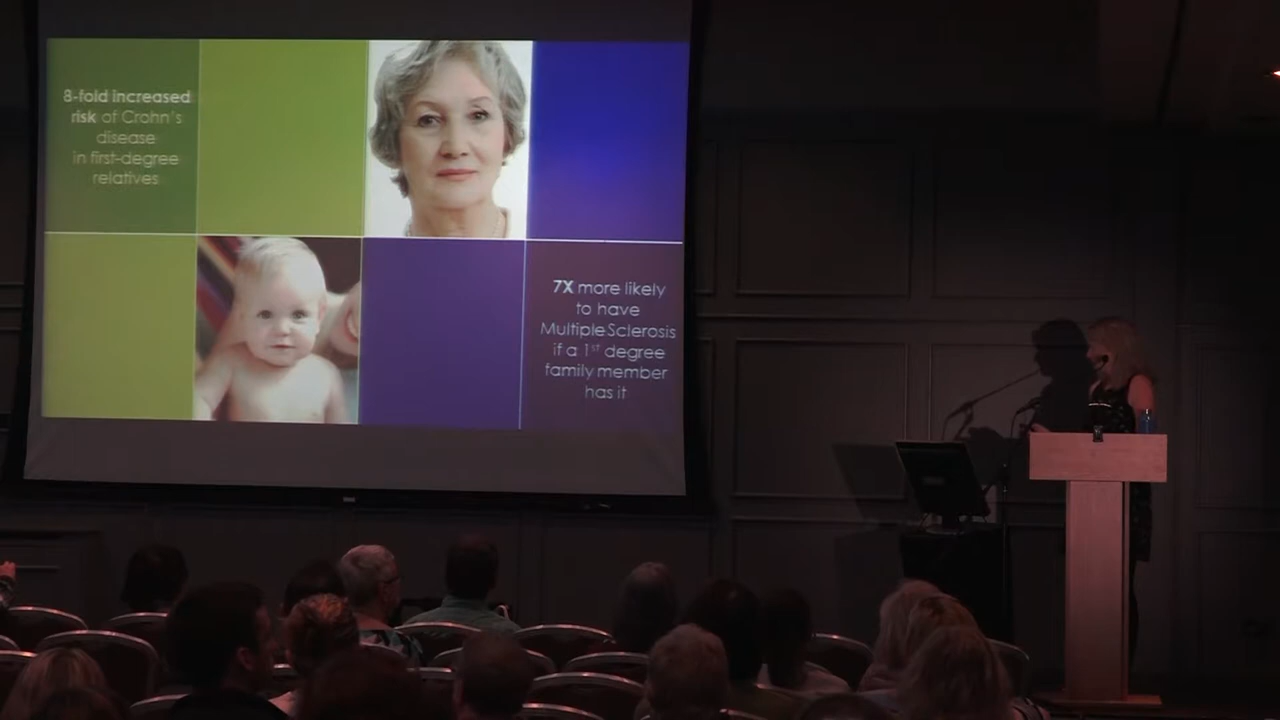 8-fold increased
risk of Crohn's
disease
in first-degree
relatives
7X more likely
to have
Multiple Sclerosis
if a 1st degree
family member
has it